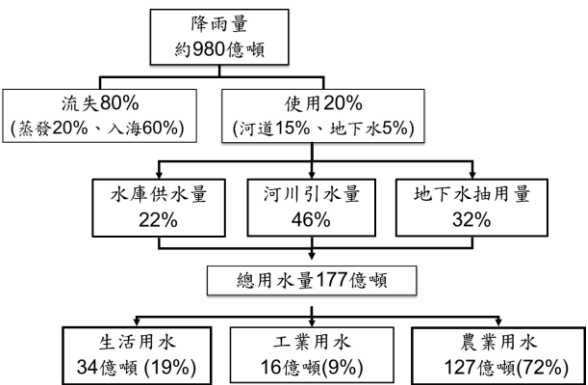 降雨量
約980億噸
流失80%
(蒸發20%、入海60%)
使用20%
(河道15%、地下水5%)
水庫供水量
22%
河川引水量
46%
地下水抽用量
32%
總用水量177億噸
生活用水
34億噸 (19%)
工業用水
16億噸(9%)
農業用水
127億噸(72%)